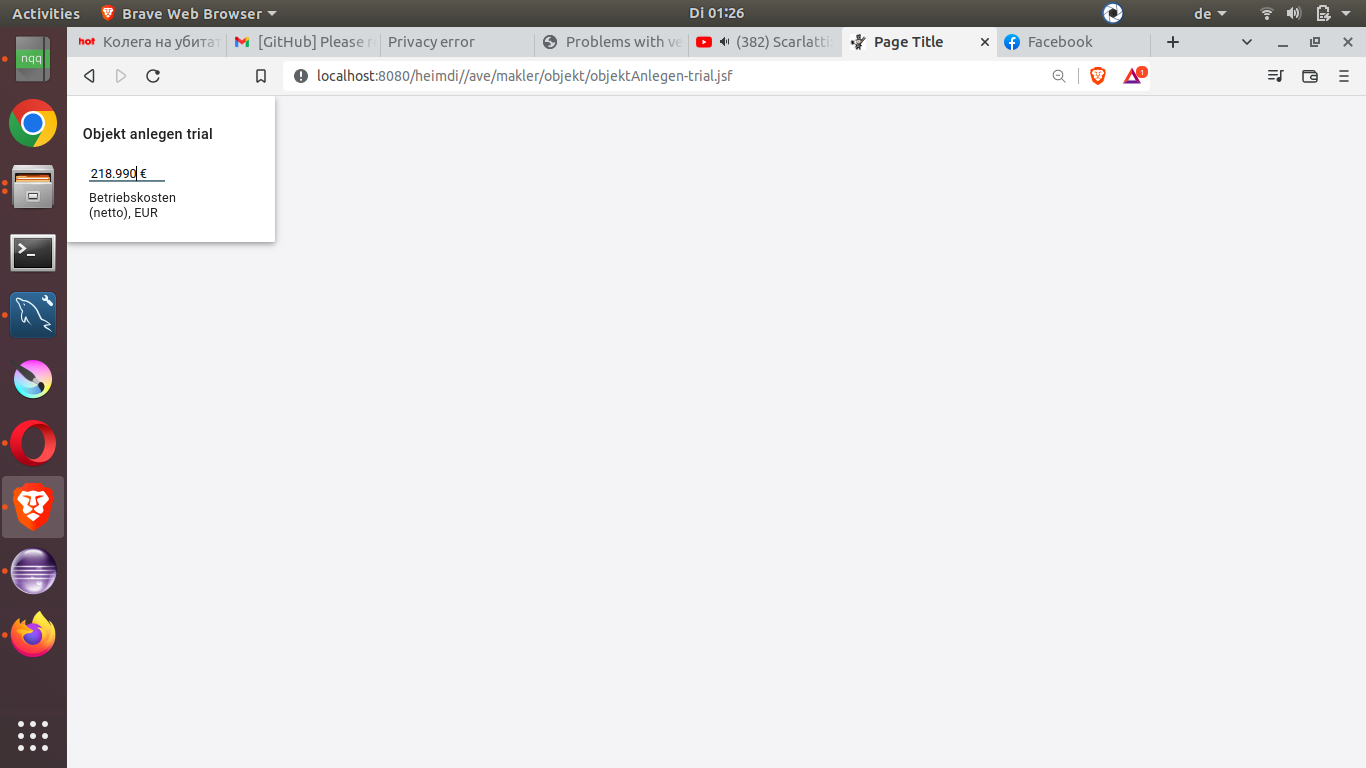 Activities
Brave Web Browser
Di 01:26
de
hot Колега на убитат
[GitHub] Please r
Privacy error
Problems with ve
(382) Scarlatti:
Page Title
Facebook
localhost:8080/heimdi//ave/makler/objekt/objektAnlegen-trial.jsf
1
nqq
Objekt anlegen trial
218.990 €
Betriebskosten
(netto), EUR
>_